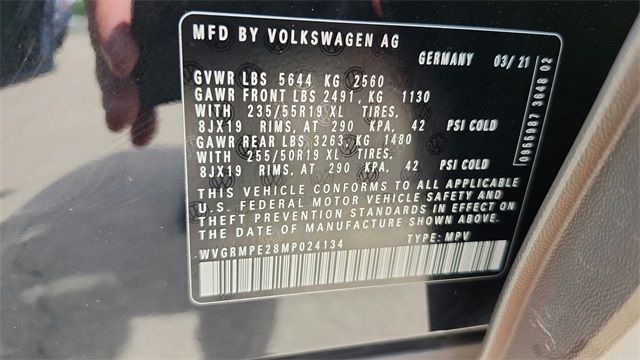 MFD BY VOLKSWAGEN AG
GERMANY 03/21
GVWR LBS 5644 KG 2560
GAWR FRONT LBS 2491, KG 1130
WITH 235/55R19 XL TIRES,
8JX19 RIMS, AT 290 KPA, 42 PSI COLD
GAWR REAR LBS 3263, KG 1480
WITH 255/50R19 XL TIRES,
8JX19 RIMS, AT 290 KPA, 42 PSI COLD
THIS VEHICLE CONFORMS TO ALL APPLICABLE
U.S. FEDERAL MOTOR VEHICLE SAFETY AND
THEFT PREVENTION STANDARDS IN EFFECT ON
THE DATE OF MANUFACTURE SHOWN ABOVE.
WVGRMPE28MP024134 TYPE: MPV
0965987 3648 02